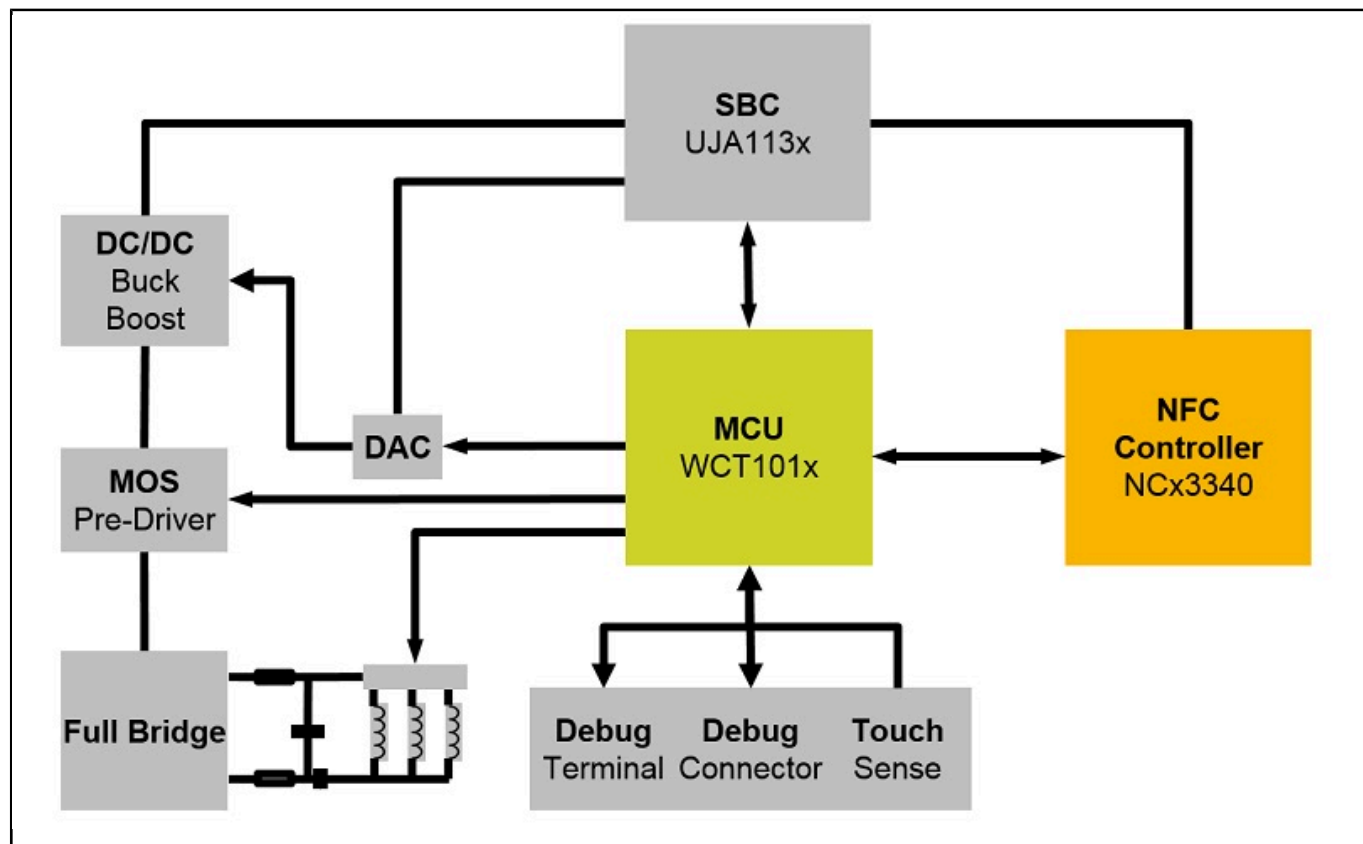 SBC
UJA113x
DC/DC
Buck
Boost
MCU
WCT101x
NFC
Controller
NCx3340
DAC
MOS
Pre-Driver
Full Bridge
Debug
Terminal
Debug
Connector
Touch
Sense